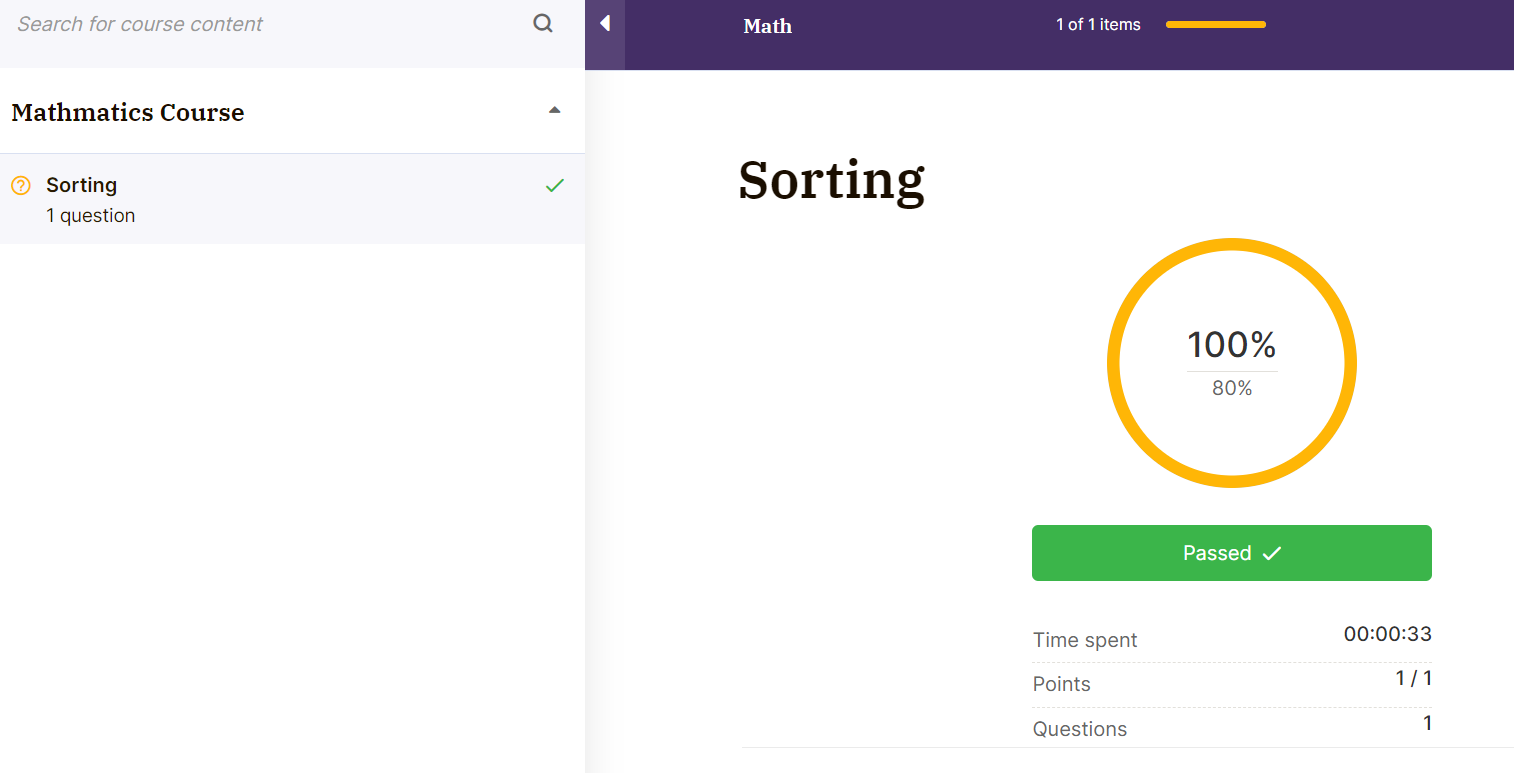 Search for course content
Mathmatics Course
Sorting
1 question
Math
1 of 1 items
Sorting
100%
80%
Passed
Time spent 00:00:33
Points 1 / 1
Questions 1